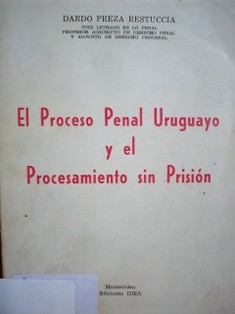 DARDO PREZA RESTUCCIA
JUEZ LETRADO EN LO PENAL
PROFESOR ADSCRIPTO DE DERECHO PENAL
Y ADJUNTO DE DERECHO PROCESAL
El Proceso Penal Uruguayo
y el
Procesamiento sin Prisión
Montevideo
Ediciones IDEA